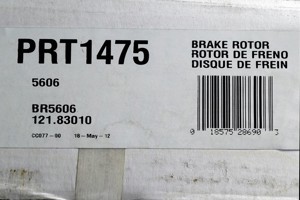 PRT1475
BRAKE ROTOR
ROTOR DE FRENO
DISQUE DE FREIN
5606
BR5606
121.83010
CC077-00 18-May-12
0 18575 28690 3